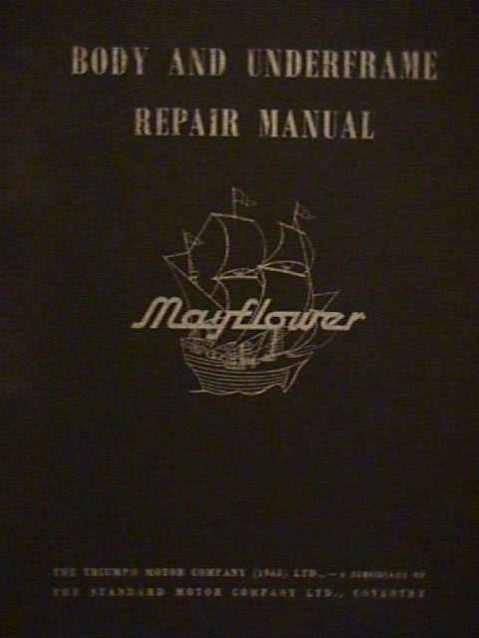 BODY AND UNDERFRAME
REPAIR MANUAL
Mayflower
THE TRIUMPH MOTOR COMPANY (1945) LTD., — A SUBSIDIARY OF
THE STANDARD MOTOR COMPANY LTD., COVENTRY